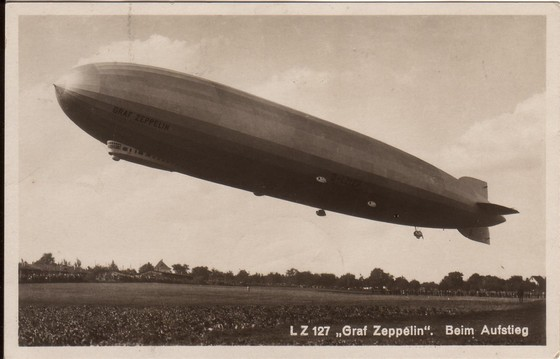 GRAF ZEPPELIN
L Z 127 „Graf Zeppelin“. Beim Aufstieg